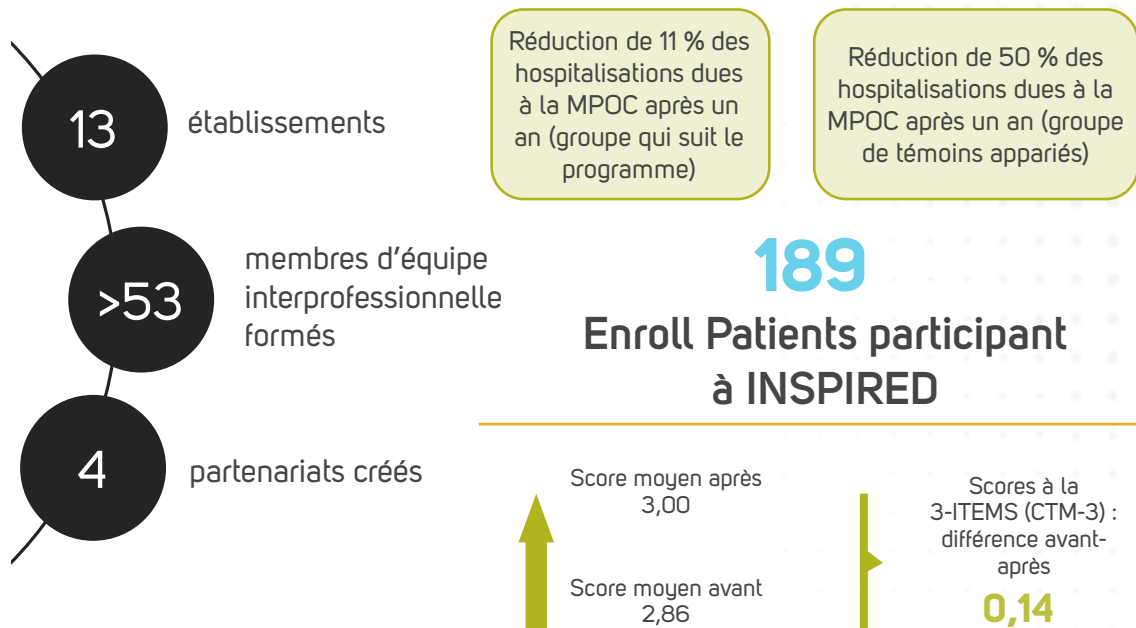 13
établissements
>53
membres d'équipe
interprofessionnelle
formés
4
partenariats créés
Réduction de 11 % des
hospitalisations dues
à la MPOC après un
an (groupe qui suit le
programme)
Réduction de 50 % des
hospitalisations dues à la
MPOC après un an (groupe
de témoins appariés)
189
Enroll Patients participant
à INSPIRED
Score moyen après
3,00
Score moyen avant
2,86
Scores à la
3-ITEMS (CTM-3) :
différence avant-
après
0,14